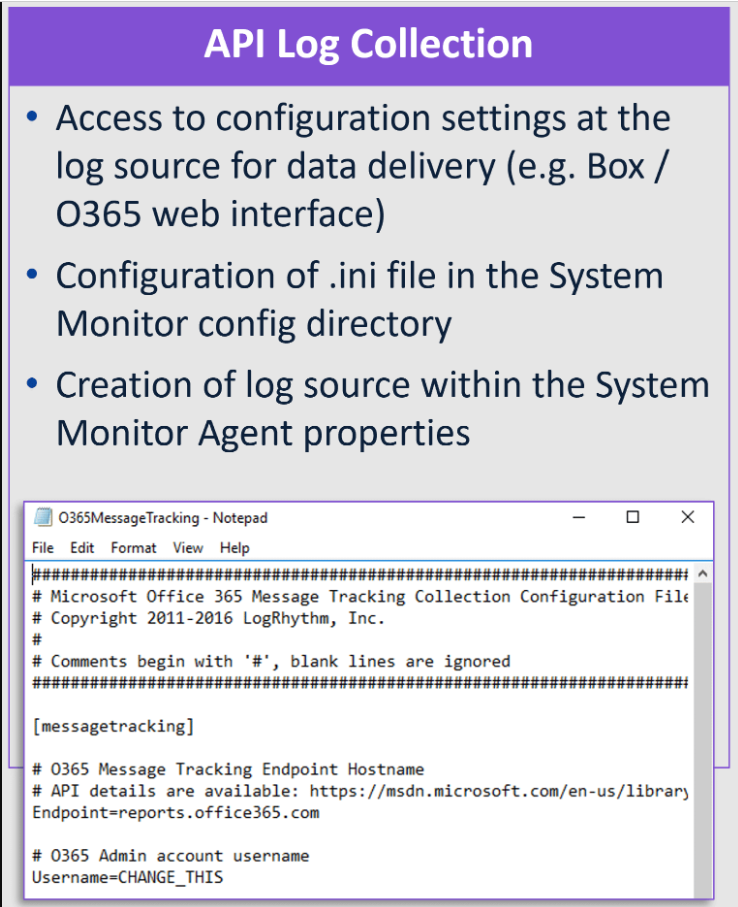 API Log Collection
• Access to configuration settings at the
log source for data delivery (e.g. Box /
O365 web interface)
• Configuration of .ini file in the System
Monitor config directory
• Creation of log source within the System
Monitor Agent properties
O365MessageTracking - Notepad
File Edit Format View Help
#####################################################################
# Microsoft Office 365 Message Tracking Collection Configuration File
# Copyright 2011-2016 LogRhythm, Inc.
#
# Comments begin with '#', blank lines are ignored
#####################################################################
[messagetracking]
# O365 Message Tracking Endpoint Hostname
# API details are available: https://msdn.microsoft.com/en-us/library
Endpoint=reports.office365.com
# O365 Admin account username
Username=CHANGE_THIS